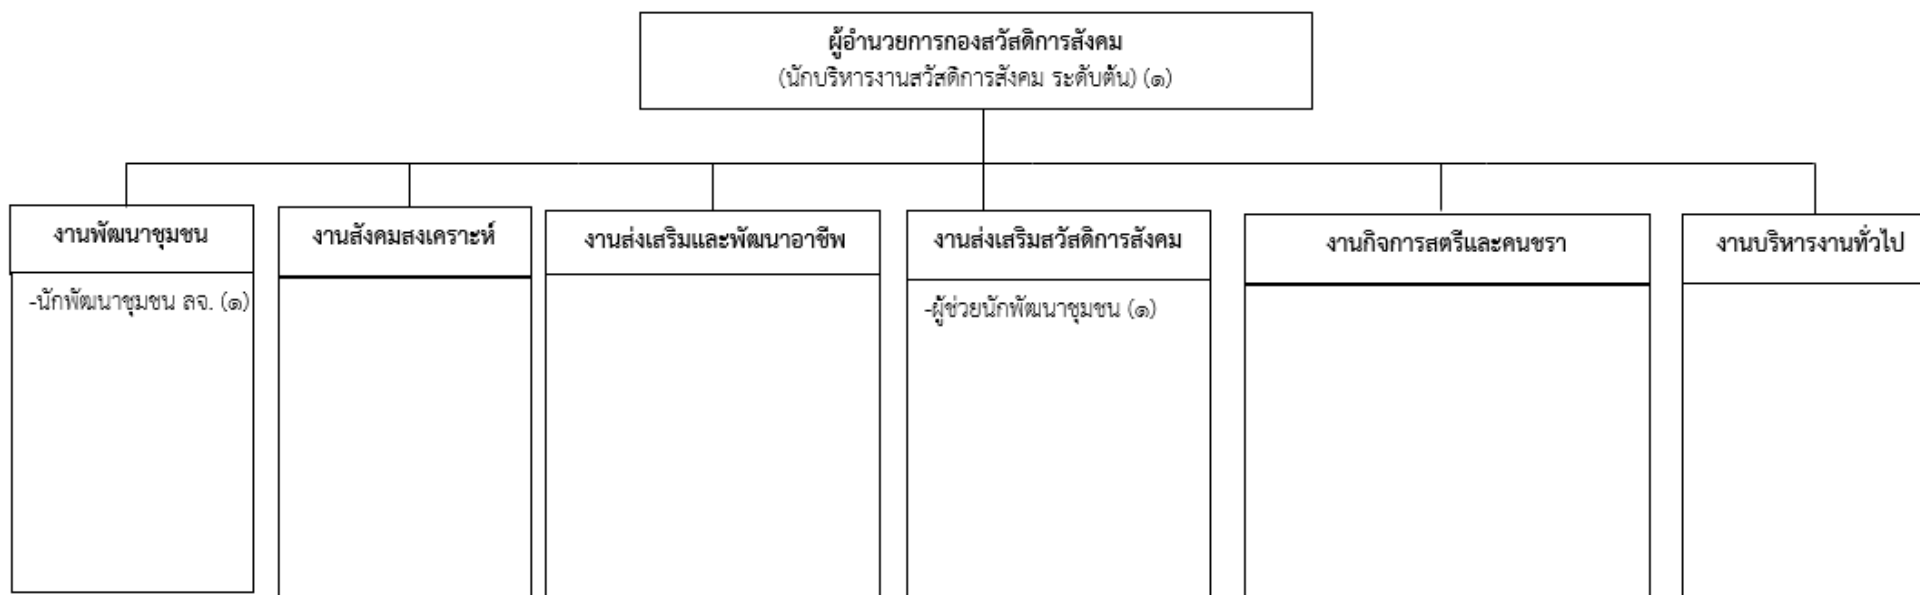 ผู้อำนวยการกองสวัสดิการสังคม
(นักบริหารงานสวัสดิการสังคม ระดับต้น) (๑)
งานพัฒนาชุมชน
-นักพัฒนาชุมชน ลจ. (๑)
งานสังคมสงเคราะห์
งานส่งเสริมและพัฒนาอาชีพ
งานส่งเสริมสวัสดิการสังคม
-ผู้ช่วยนักพัฒนาชุมชน (๑)
งานกิจการสตรีและคนชรา
งานบริหารงานทั่วไป